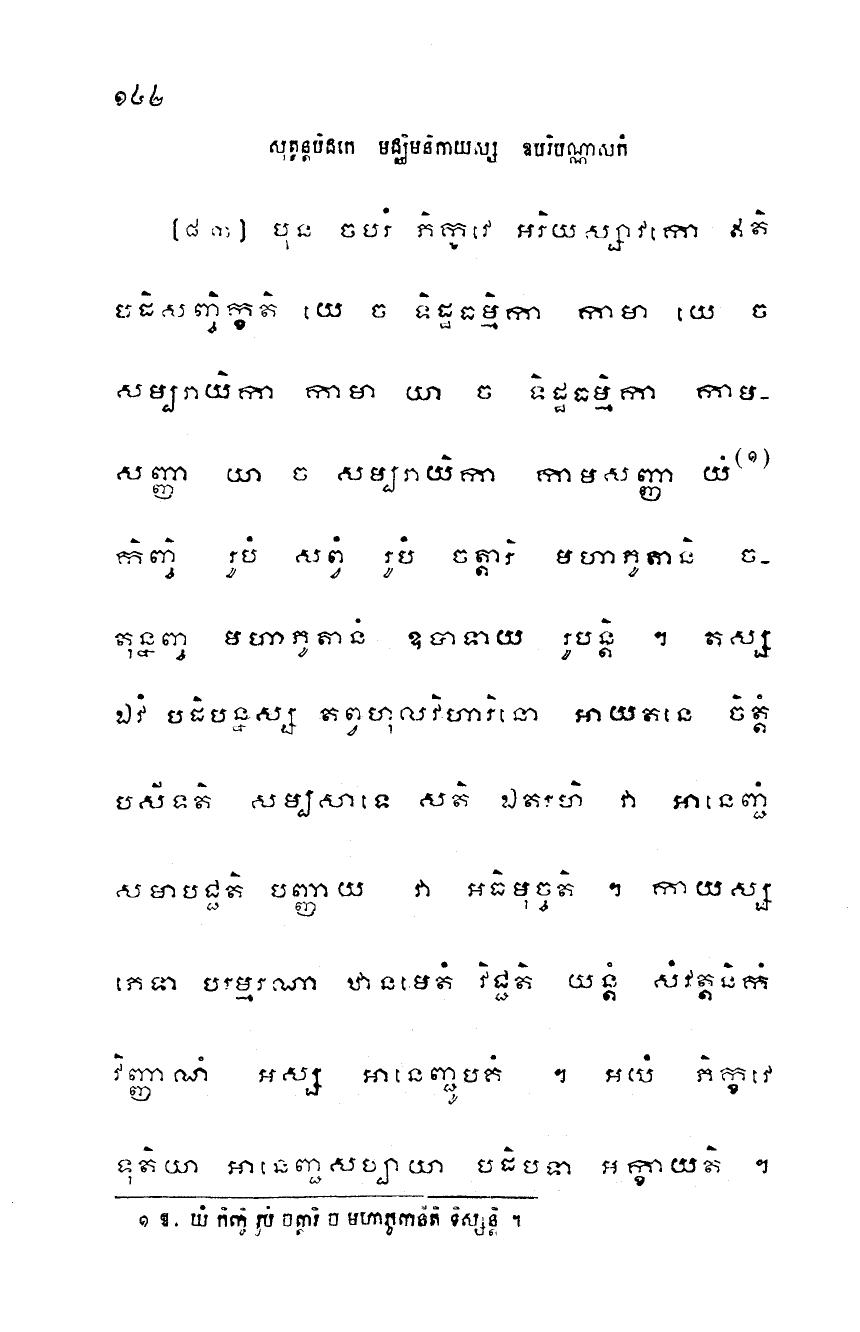 ១៤២
សុត្តន្តបិដកេ មជ្ឈិមនិកាយស្ស ឧបរិបណ្ណាសកំ
[៨៣] បុន ចបរំ ភិក្ខវេ អរិយស្សាវកោ ឥតិ
បដិសញ្ចិក្ខតិ យេ ច ទិដ្ឋធម្មិកា កាមា យេ ច
សម្បរាយិកា កាមា យា ច ទិដ្ឋធម្មិកា កាម-
សញ្ញា យា ច សម្បរាយិកា កាមសញ្ញា យំ(១)
កិញ្ចិ រូបំ សព្វំ រូបំ ចត្តារិ មហាភូតានិ ច-
តុន្នញ្ច មហាភូតានំ ឧបាទាយ រូបន្តិ ។ តស្ស
ឯវំ បដិបន្នស្ស តព្វហុលវិហារិនោ អាយតនេ ចិត្តំ
បសីទតិ សម្បសាទេ សតិ ឯតរហិ វា អានេញ្ជំ
សមាបជ្ជតិ បញ្ញាយ វា អធិមុច្ចតិ ។ កាយស្ស
ភេទា បរម្មរណា ឋានមេតំ វិជ្ជតិ យន្តំ សំវត្តនិកំ
វិញ្ញាណំ អស្ស អានេញ្ជូបគំ ។ អយំ ភិក្ខវេ
ទុតិយា អានេញ្ជសប្បាយា បដិបទា អក្ខាយតិ ។
១ ឱ. យំ កិញ្ចិ រូបំ ចត្តារិ ច មហាភូតានីតិ ទិស្សន្តិ ។